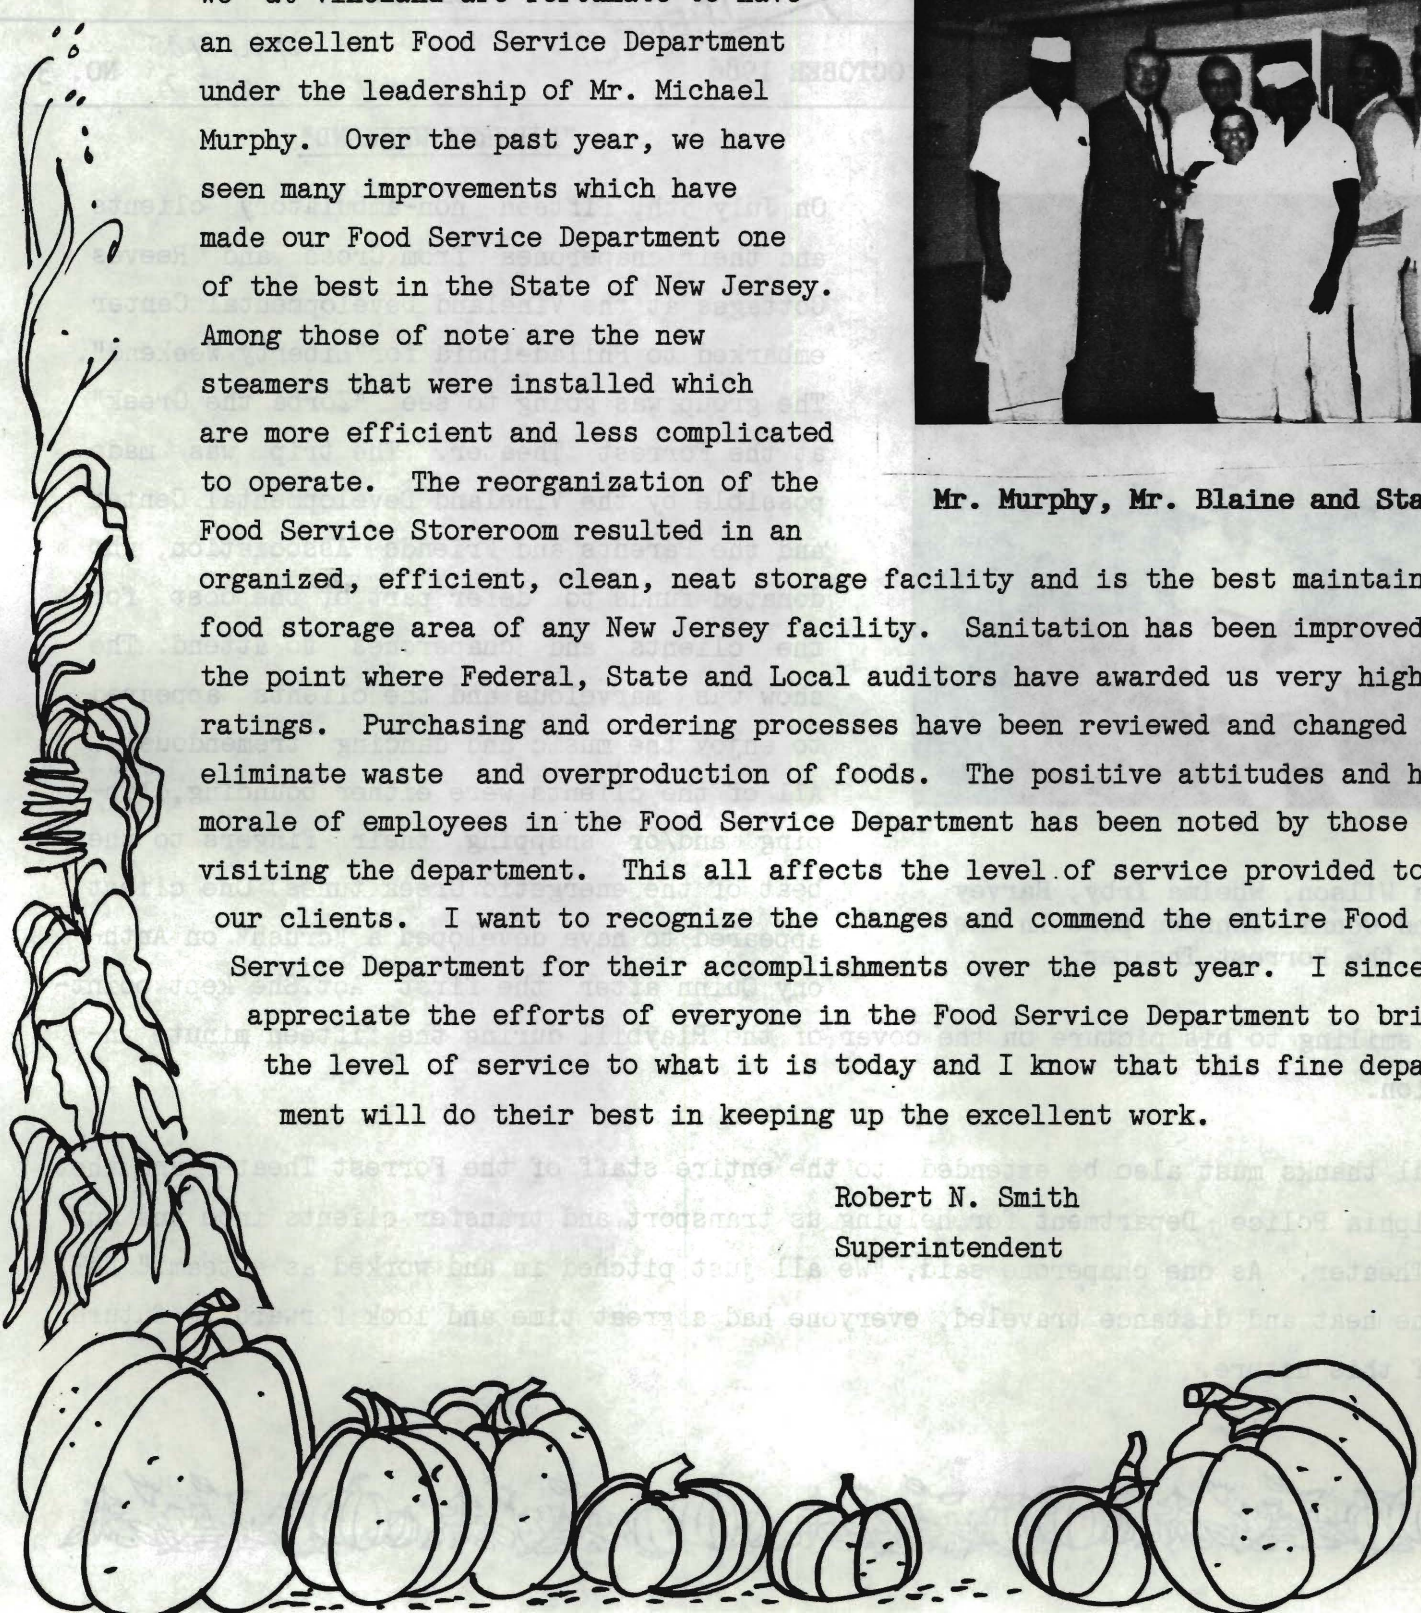 we at Vineland are fortunate to have
an excellent Food Service Department
under the leadership of Mr. Michael
Murphy. Over the past year, we have
seen many improvements which have
made our Food Service Department one
of the best in the State of New Jersey.
Among those of note are the new
steamers that were installed which
are more efficient and less complicated
to operate. The reorganization of the
Food Service Storeroom resulted in an
Mr. Murphy, Mr. Blaine and Sta
organized, efficient, clean, neat storage facility and is the best maintain
food storage area of any New Jersey facility. Sanitation has been improved
the point where Federal, State and Local auditors have awarded us very high
ratings. Purchasing and ordering processes have been reviewed and changed
eliminate waste and overproduction of foods. The positive attitudes and h
morale of employees in the Food Service Department has been noted by those
visiting the department. This all affects the level of service provided to
our clients. I want to recognize the changes and commend the entire Food
Service Department for their accomplishments over the past year. I since
appreciate the efforts of everyone in the Food Service Department to bri
the level of service to what it is today and I know that this fine depa
ment will do their best in keeping up the excellent work.
Robert N. Smith
Superintendent